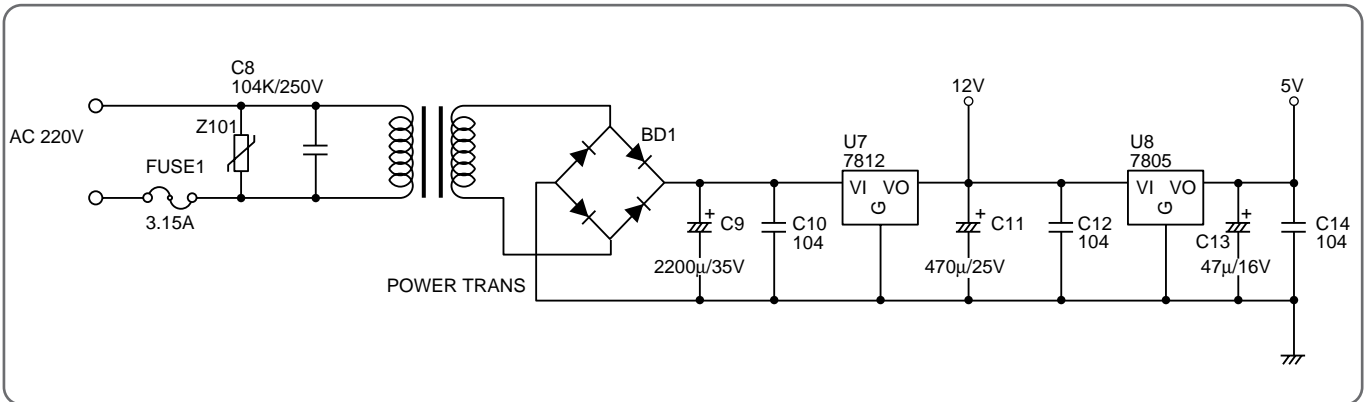 C8
104K/250V
AC 220V
Z101
FUSE1
3.15A
POWER TRANS
BD1
C9
2200μ/35V
C10
104
U7
7812
VI VO
G
12V
C11
470μ/25V
C12
104
U8
7805
VI VO
G
5V
C13
47μ/16V
C14
104